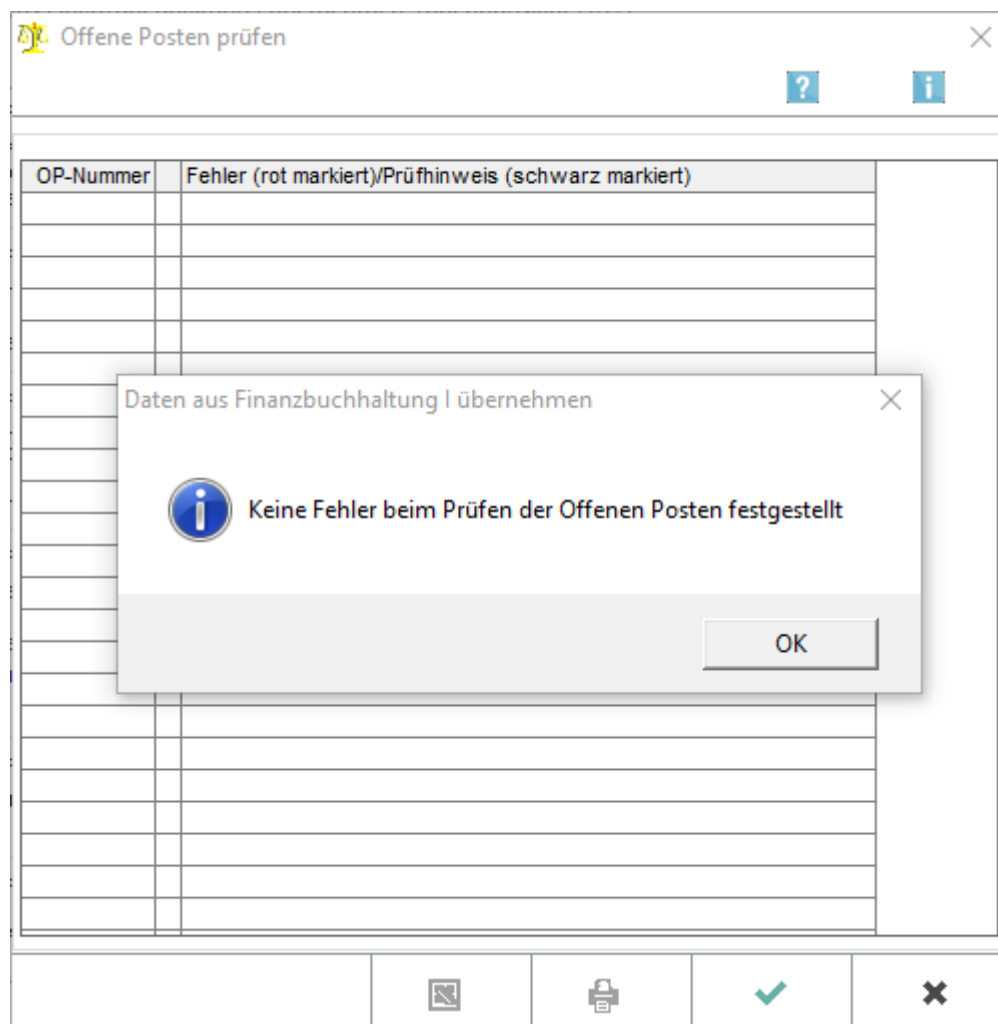 Offene Posten prüfen
OP-Nummer Fehler (rot markiert)/Prüfhinweis (schwarz markiert)
Daten aus Finanzbuchhaltung I übernehmen
Keine Fehler beim Prüfen der Offenen Posten festgestellt
OK